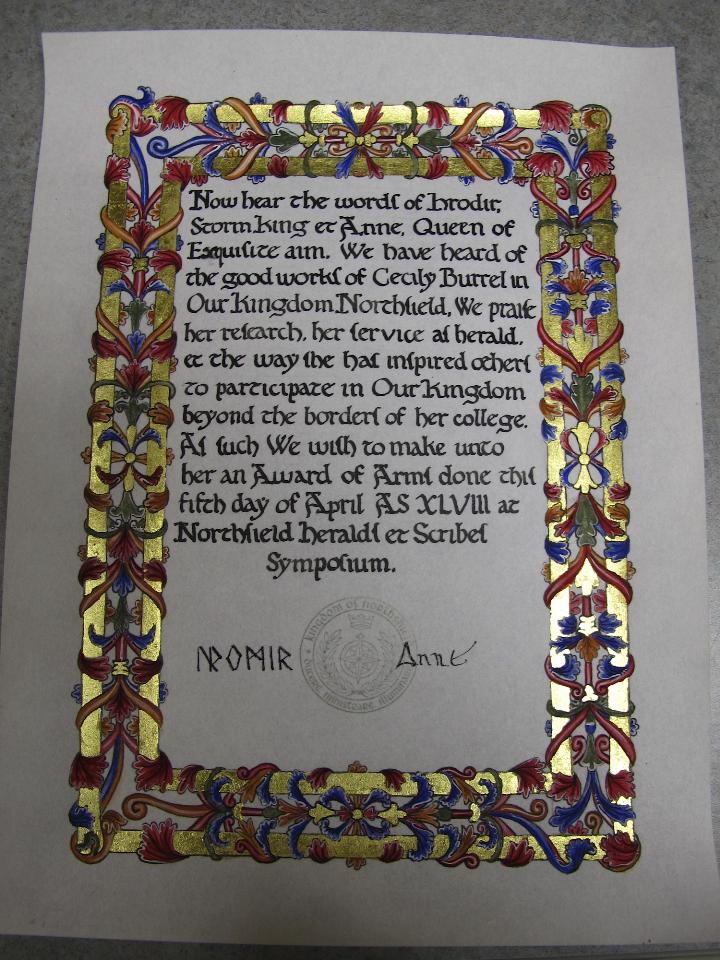 Now hear the words of Hrodir,
Storm King et Anne, Queen of
Exquisite aim. We have heard of
the good works of Cecily Burrel in
Our Kingdom Northshield, We praise
her research, her service as herald,
et the way she has inspired others
to participate in Our Kingdom
beyond the borders of her college.
As such We wish to make unto
her an Award of Arms done this
fifth day of April AS XLVIII at
Northshield Heralds et Scribes
Symposium.
kingdom of
Anne